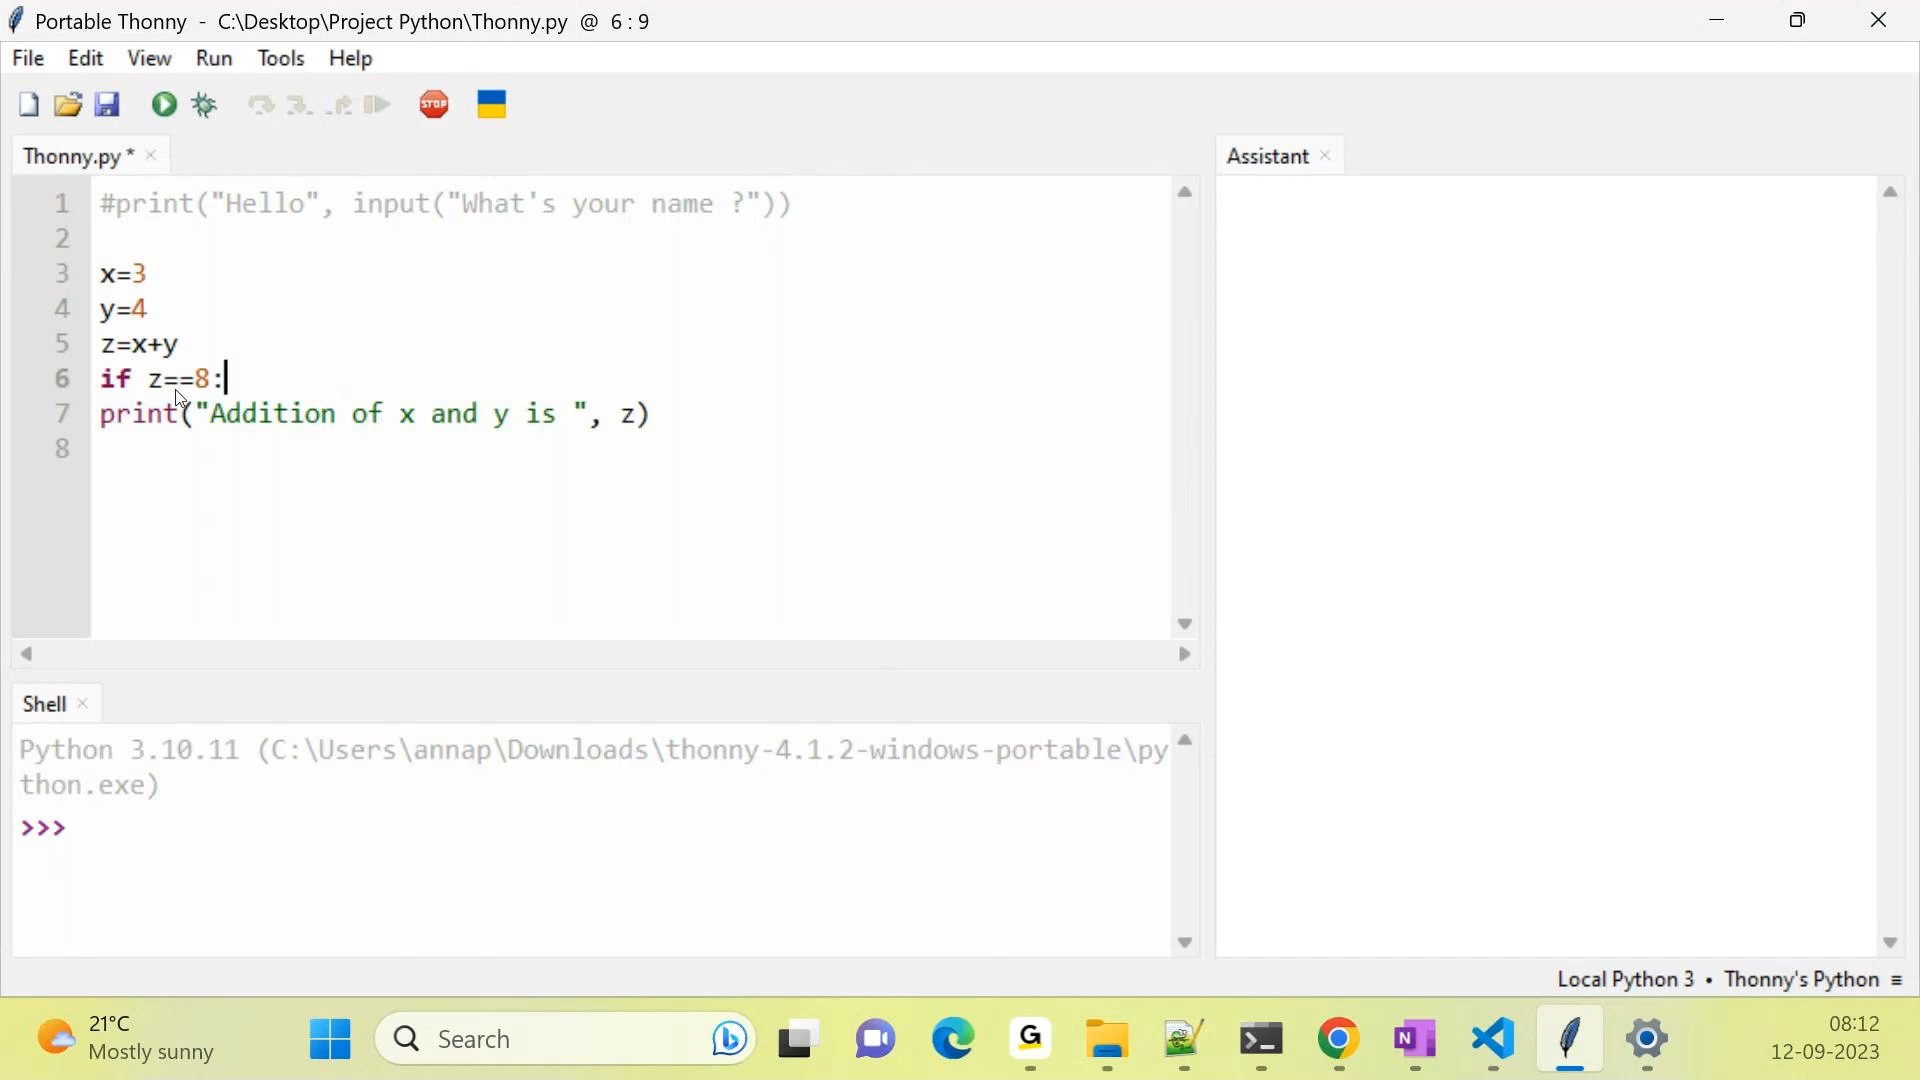 Portable Thonny - C:\Desktop\Project Python\Thonny.py @ 6 : 9
File Edit View Run Tools Help
STOP
Thonny.py *
Assistant
1 #print("Hello", input("What's your name ?"))
2
3 x=3
4 y=4
5 z=x+y
6 if z==8:
7 print("Addition of x and y is ", z)
8
Shell
Python 3.10.11 (C:\Users\annap\Downloads\thonny-4.1.2-windows-portable\py
thon.exe)
>>>
Local Python 3 • Thonny's Python ≡
21°C
Mostly sunny
Search
G
N
08:12
12-09-2023